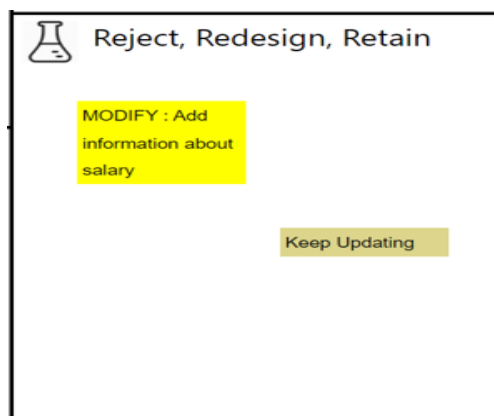 Reject, Redesign, Retain
MODIFY : Add
information about
salary
Keep Updating